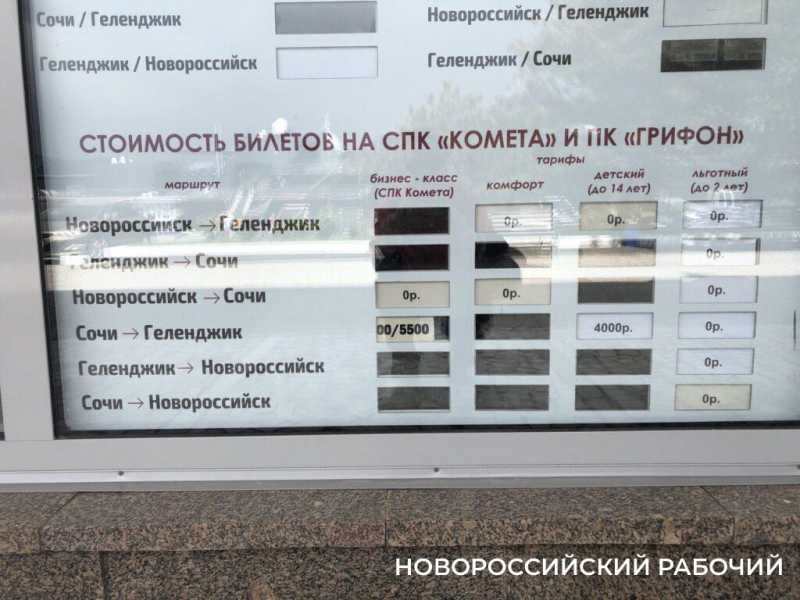 Сочи / Геленджик
Новороссийск / Геленджик
Геленджик / Новороссийск
Геленджик / Сочи
СТОИМОСТЬ БИЛЕТОВ НА СПК «КОМЕТА» И ПК «ГРИФОН»
тарифы
маршрут
бизнес - класс
(СПК Комета)
комфорт
детский
(до 14 лет)
льготный
(до 2 лет)
Новороссийск → Геленджик 0р. 0р. 0р.
Геленджик → Сочи 0р.
Новороссийск → Сочи 0р. 0р. 0р.
Сочи → Геленджик 00/5500 4000р. 0р.
Геленджик → Новороссийск 0р.
Сочи → Новороссийск 0р.
НОВОРОССИЙСКИЙ РАБОЧИЙ